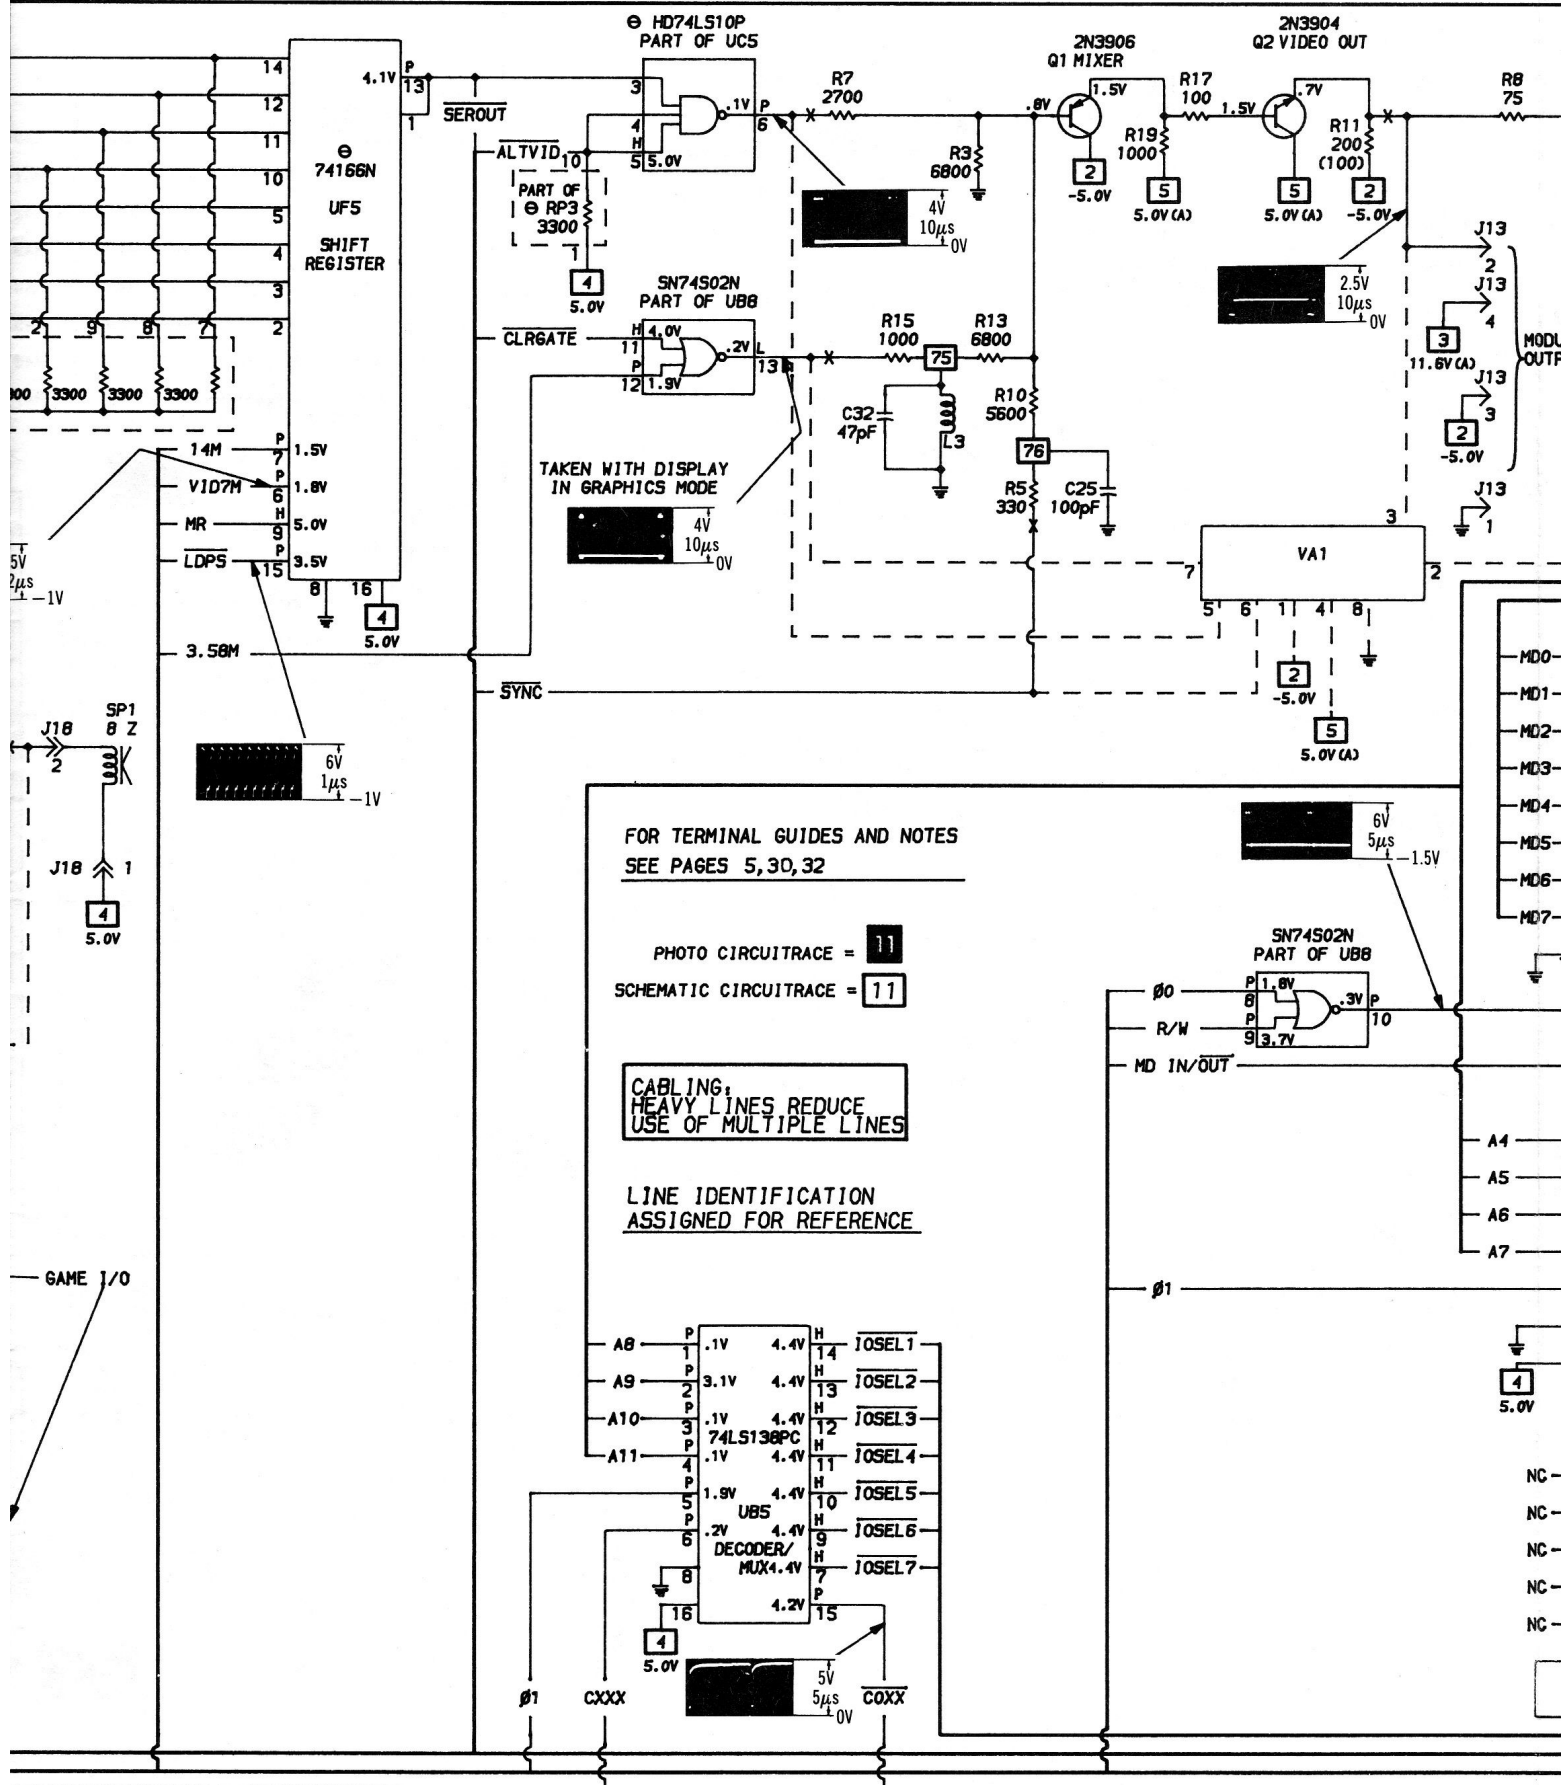 HD74LS10P
PART OF UC5
2N3906
Q1 MIXER
2N3904
Q2 VIDEO OUT
14
12
11
10
5
4
3
2
4.1V
P
13
1
SEROUT
74166N
UF5
SHIFT
REGISTER
3
4
H
5
5.0V
.1V
P
6
ALTVID
10
PART OF
RP3
3300
1
4
5.0V
R7
2700
R3
6800
.8V
1.5V
2
-5.0V
R19
1000
5
5.0V(A)
R17
100
1.5V
.7V
5
5.0V(A)
R11
200
(100)
2
-5.0V
R8
75
4V
10μs
0V
2.5V
10μs
0V
J13
2
J13
4
3
11.6V(A)
J13
3
2
-5.0V
J13
1
SN74S02N
PART OF UB8
CLRGATE
H
11
4.0V
P
12
1.9V
.2V
L
13
R15
1000
75
R13
6800
C32
47pF
L3
R10
5600
76
R5
330
C25
100pF
2
9
8
7
3300
3300
3300
TAKEN WITH DISPLAY
IN GRAPHICS MODE
4V
10μs
0V
14M
P
7
1.5V
VID7M
P
6
1.8V
MR
H
9
5.0V
LDPS
P
15
3.5V
8
16
4
5.0V
5V
2μs
-1V
3.58M
SYNC
VA1
3
7
2
5
6
1
4
8
2
-5.0V
5
5.0V(A)
MD0
MD1
MD2
MD3
MD4
MD5
MD6
MD7
SP1
8 Z
J18
2
J18
1
4
5.0V
6V
1μs
-1V
FOR TERMINAL GUIDES AND NOTES
SEE PAGES 5,30,32
PHOTO CIRCUITRACE = 11
SCHEMATIC CIRCUITRACE = 11
6V
5μs
-1.5V
SN74S02N
PART OF UB8
Ø0
P
8
1.8V
R/W
P
9
3.7V
.3V
P
10
MD IN/OUT
CABLING:
HEAVY LINES REDUCE
USE OF MULTIPLE LINES
A4
A5
A6
A7
LINE IDENTIFICATION
ASSIGNED FOR REFERENCE
GAME I/O
Ø1
A8
P
1
.1V
4.4V
H
14
IOSEL1
A9
P
2
3.1V
4.4V
H
13
IOSEL2
A10
P
3
.1V
4.4V
H
12
IOSEL3
74LS138PC
A11
P
4
.1V
4.4V
H
11
IOSEL4
P
5
1.9V
4.4V
H
10
IOSEL5
UB5
P
6
.2V
4.4V
H
9
IOSEL6
DECODER/
MUX
4.4V
H
7
IOSEL7
8
16
4.2V
P
15
4
5.0V
5V
5μs
0V
Ø1
CXXX
C0XX
4
5.0V
NC
NC
NC
NC
NC